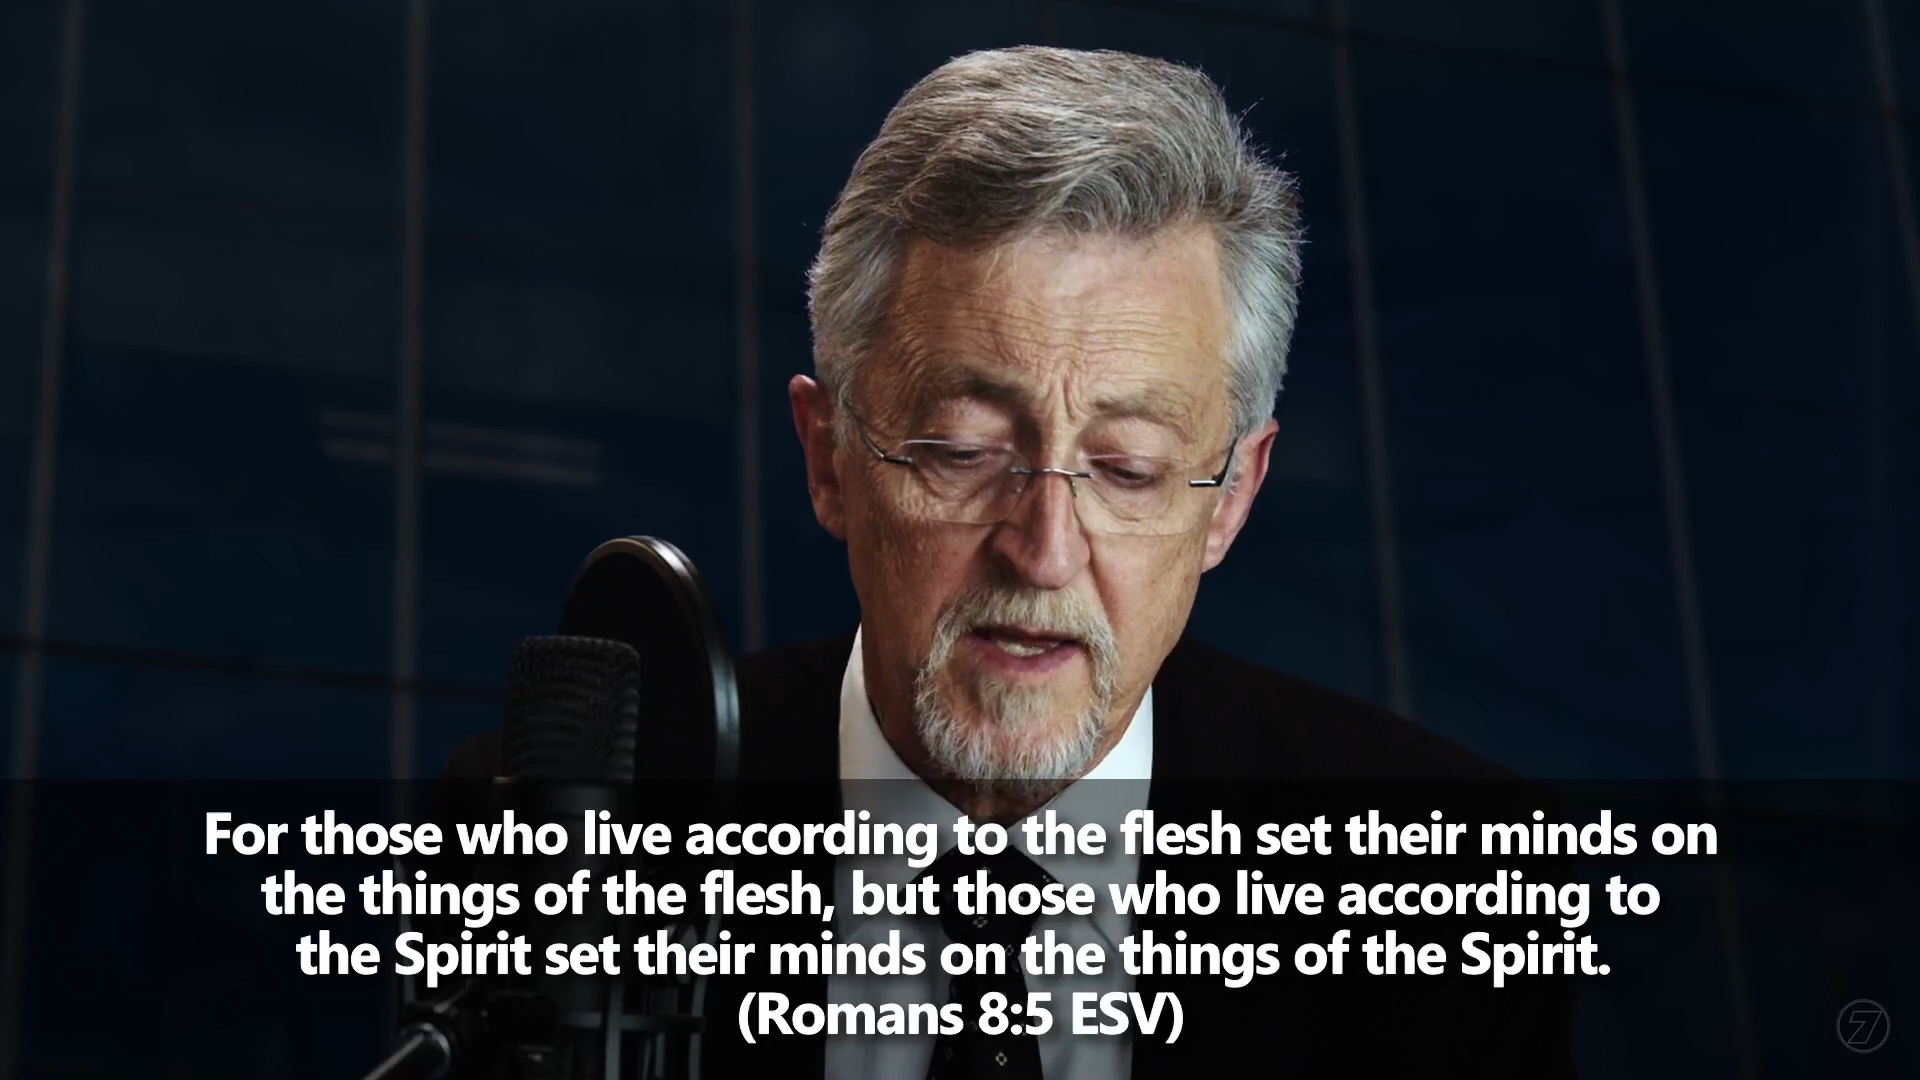 For those who live according to the flesh set their minds on
the things of the flesh, but those who live according to
the Spirit set their minds on the things of the Spirit.
(Romans 8:5 ESV)